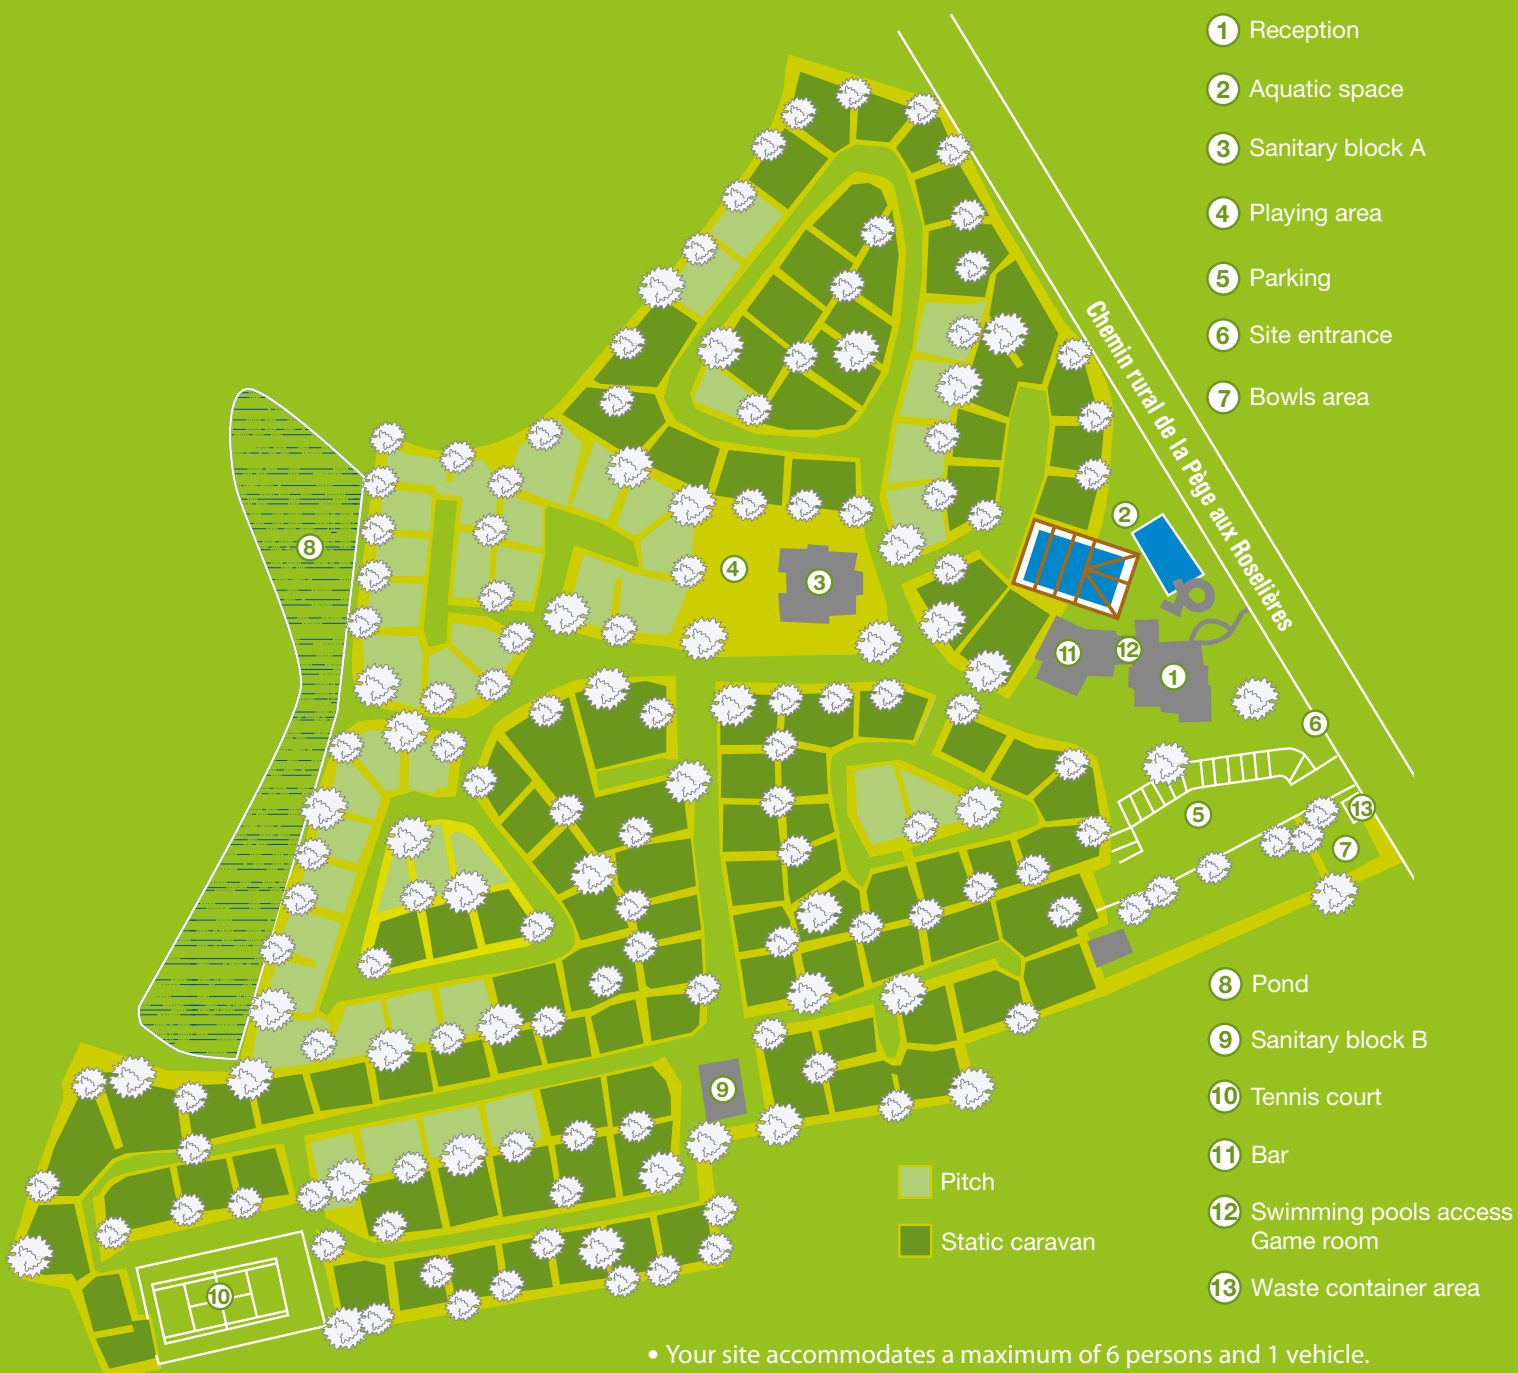 1 Reception
2 Aquatic space
3 Sanitary block A
4 Playing area
5 Parking
6 Site entrance
7 Bowls area
Chemin rural de la Pège aux Roselières
2
8
4
3
11
12
1
6
5
13
7
9
10
8 Pond
9 Sanitary block B
10 Tennis court
11 Bar
12 Swimming pools access
Game room
13 Waste container area
Pitch
Static caravan
• Your site accommodates a maximum of 6 persons and 1 vehicle.